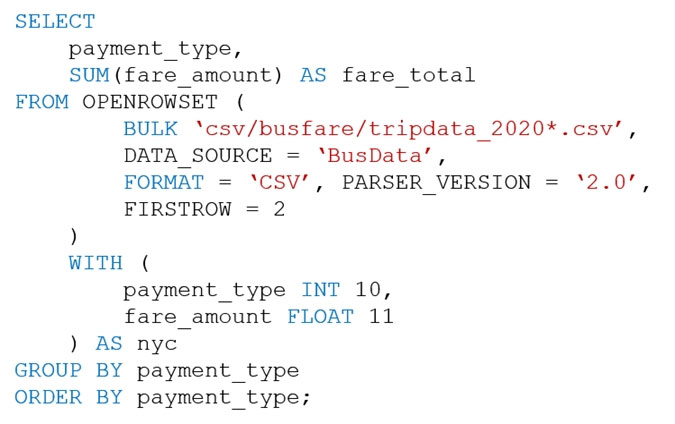 SELECT
payment_type,
SUM(fare_amount) AS fare_total
FROM OPENROWSET (
BULK ‘csv/busfare/tripdata_2020*.csv’,
DATA_SOURCE = ‘BusData’,
FORMAT = ‘CSV’, PARSER_VERSION = ‘2.0’,
FIRSTROW = 2
)
WITH (
payment_type INT 10,
fare_amount FLOAT 11
) AS nyc
GROUP BY payment_type
ORDER BY payment_type;